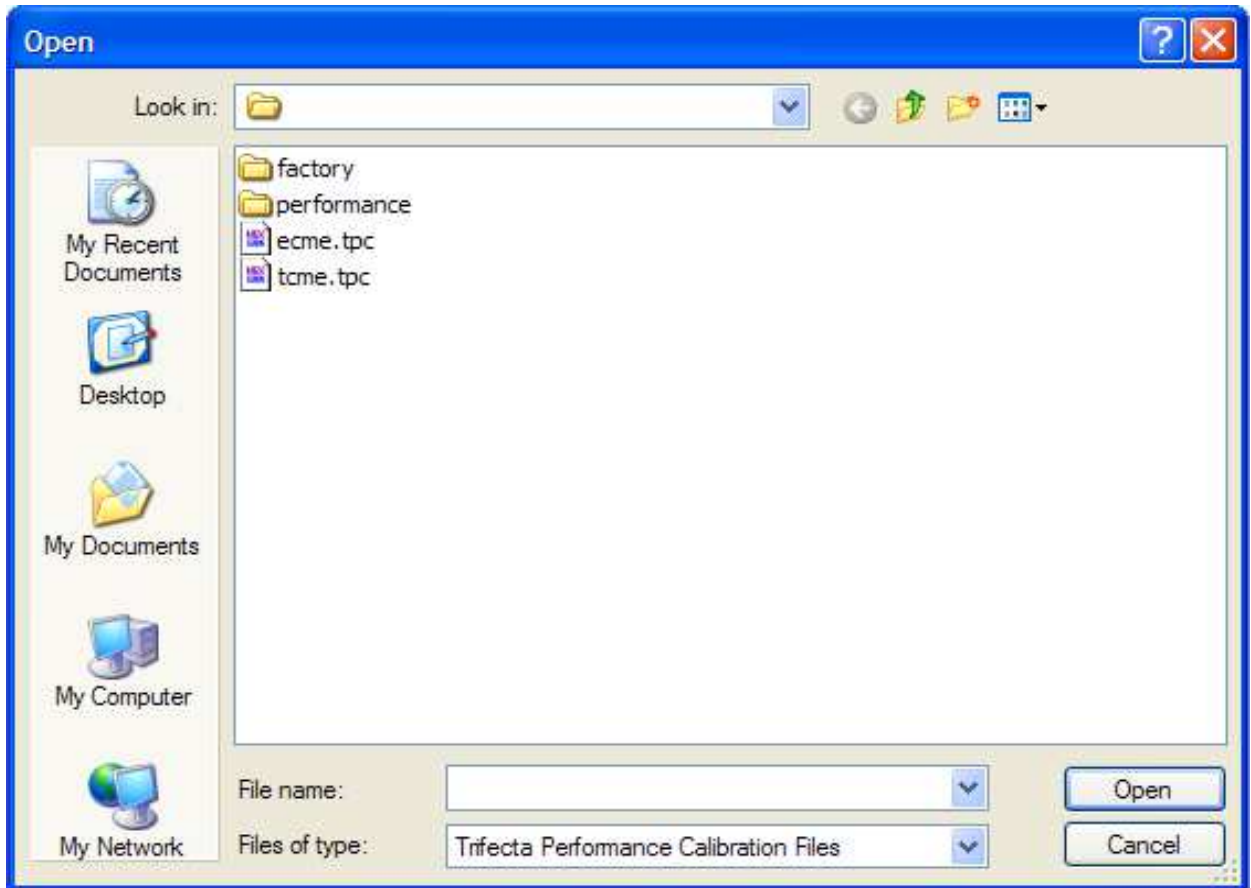 Open
Look in:
factory
performance
ecme.tpc
tcme.tpc
My Recent
Documents
Desktop
My Documents
My Computer
My Network
File name:
Open
Files of type:
Trifecta Performance Calibration Files
Cancel